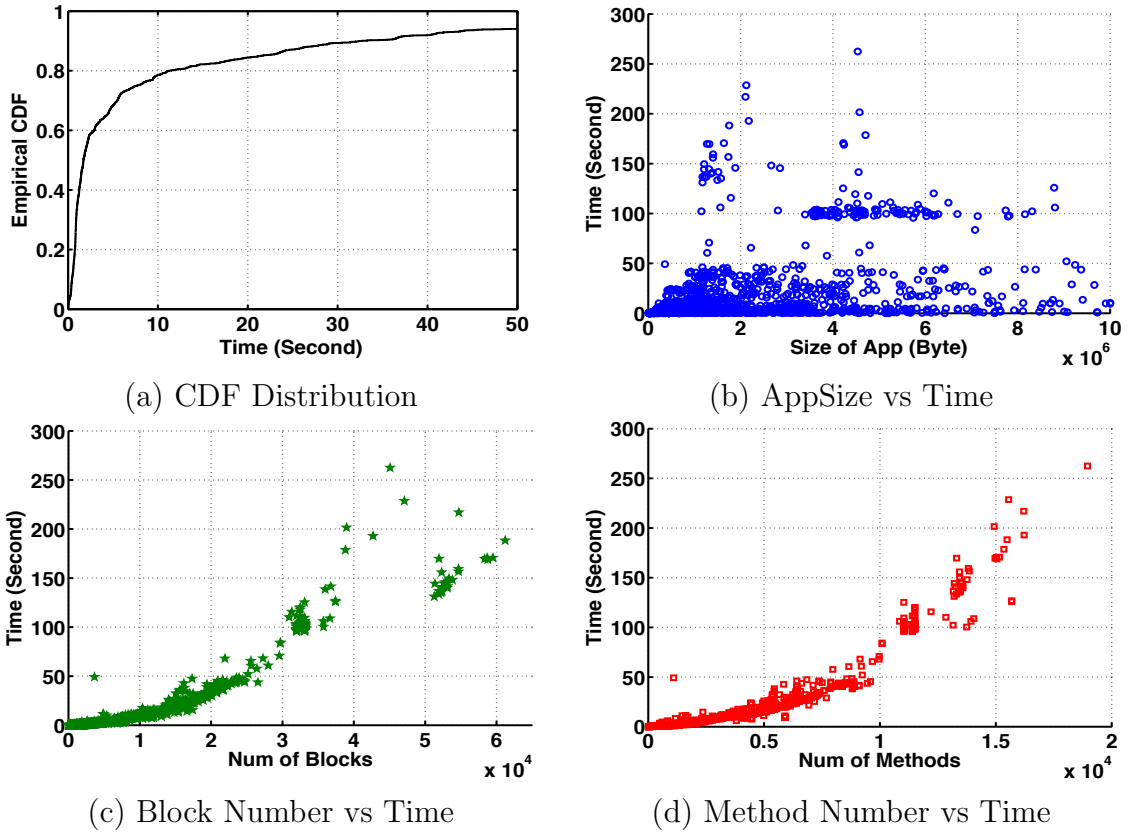 1
0.8
0.6
0.4
0.2
0
Empirical CDF
0 10 20 30 40 50
Time (Second)
(a) CDF Distribution
300
250
200
150
100
50
0
Time (Second)
0 2 4 6 8 10
Size of App (Byte)
x 10^6
(b) AppSize vs Time
300
250
200
150
100
50
0
Time (Second)
0 1 2 3 4 5 6
Num of Blocks
x 10^4
(c) Block Number vs Time
300
250
200
150
100
50
0
Time (Second)
0 0.5 1 1.5 2
Num of Methods
x 10^4
(d) Method Number vs Time